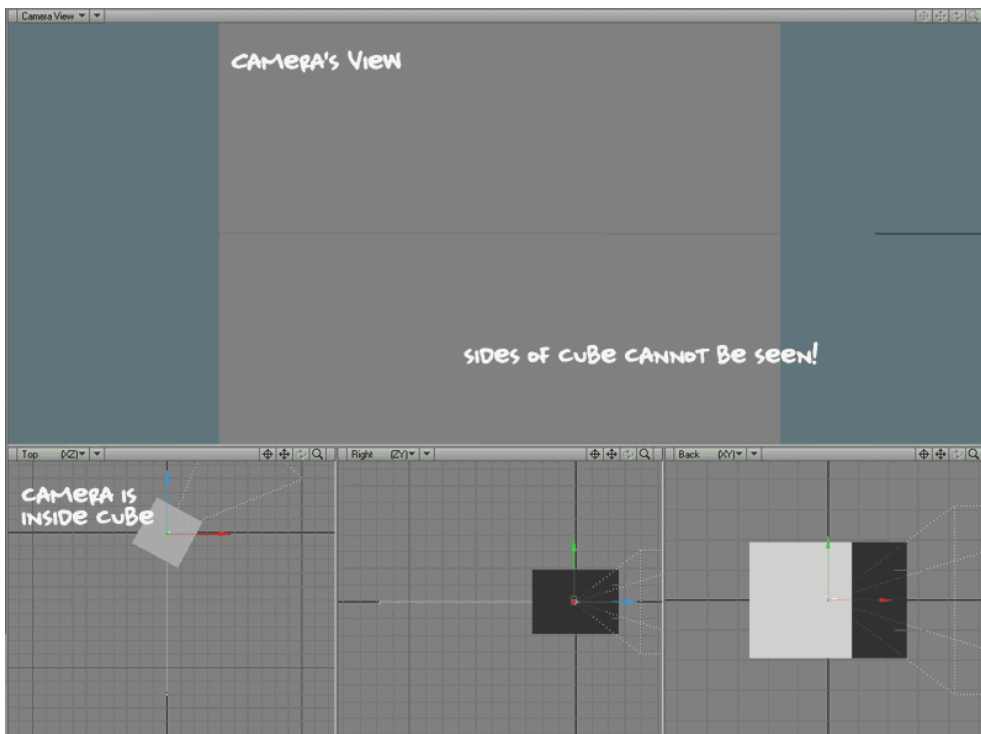 Camera View
CAMERA'S VIEW
SIDES OF CUBE CANNOT BE SEEN!
Top (XZ)
Right (ZY)
Back (XY)
CAMERA IS
INSIDE CUBE